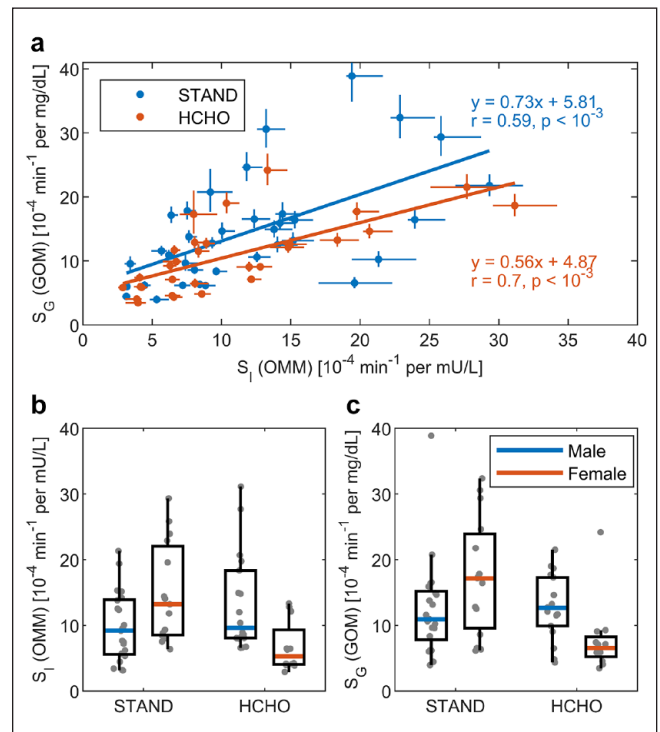 a
S_G (GOM) [10^-4 min^-1 per mg/dL]
40
30
20
10
0
STAND
HCHO
y = 0.73x + 5.81
r = 0.59, p < 10^-3
y = 0.56x + 4.87
r = 0.7, p < 10^-3
0 5 10 15 20 25 30 35 40
S_I (OMM) [10^-4 min^-1 per mU/L]
b
S_I (OMM) [10^-4 min^-1 per mU/L]
40
30
20
10
0
STAND HCHO
c
S_G (GOM) [10^-4 min^-1 per mg/dL]
40
30
20
10
0
Male
Female
STAND HCHO